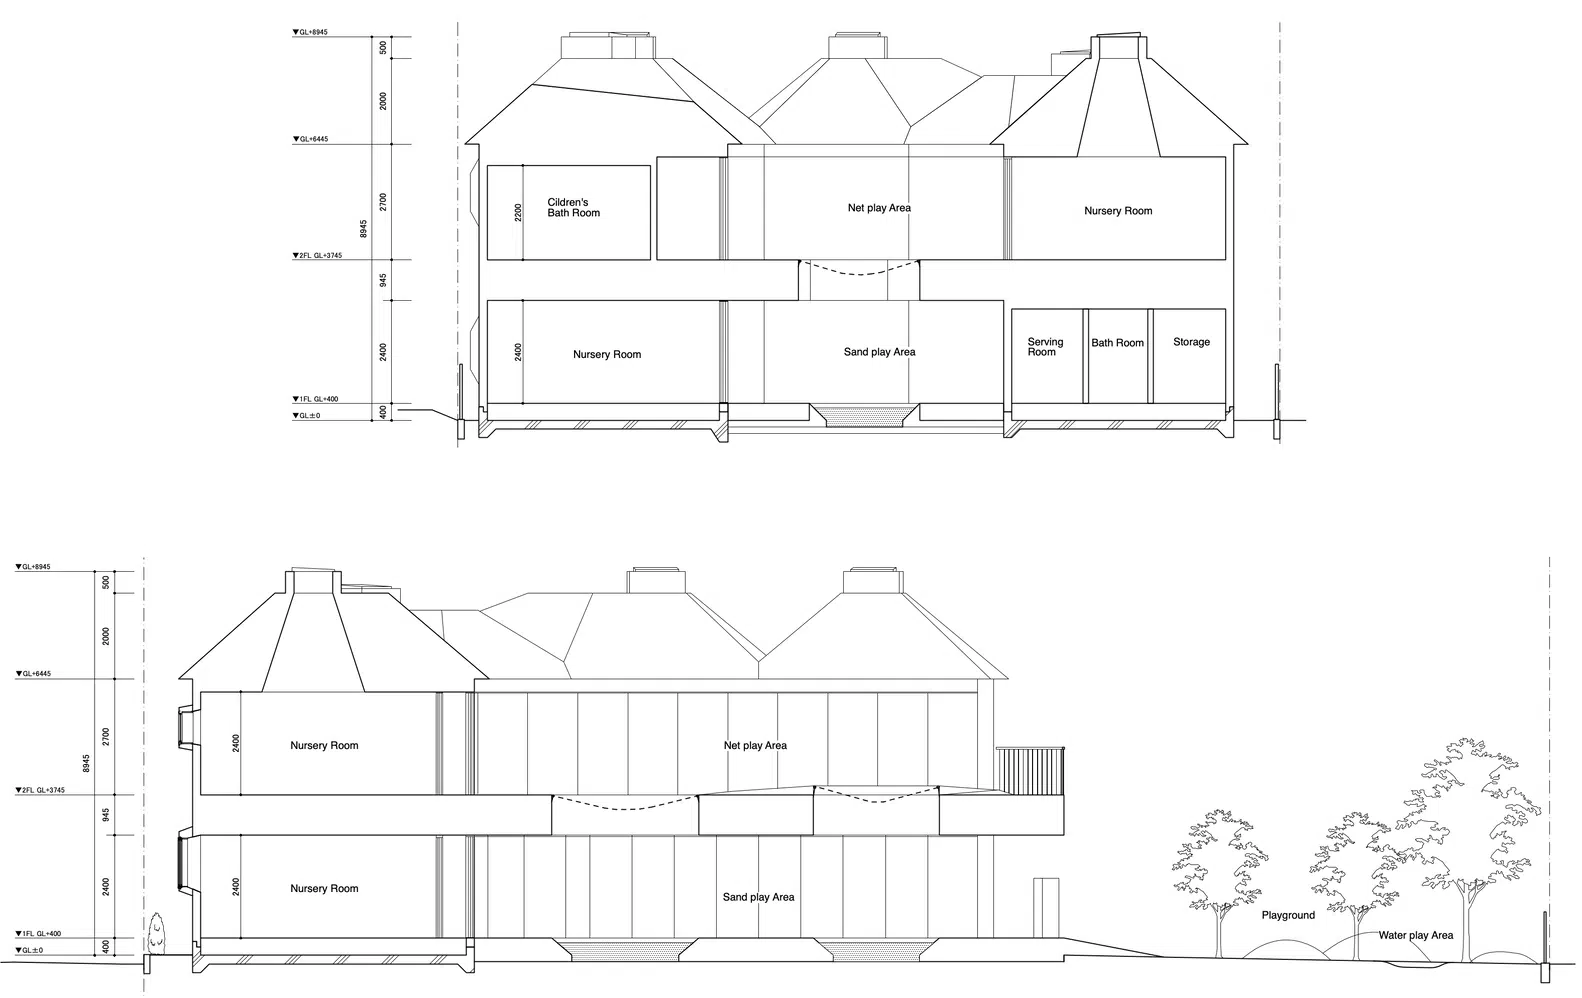 ▼GL+8945
500
2000
▼GL+6445
2700
8945
▼2FL GL+3745
945
2400
▼1FL GL+400
400
▼GL±0
2200
Cildren's
Bath Room
Net play Area
Nursery Room
2400
Nursery Room
Sand play Area
Serving
Room
Bath Room
Storage
▼GL+8945
500
2000
▼GL+6445
2700
8945
▼2FL GL+3745
945
2400
▼1FL GL+400
400
▼GL±0
2400
Nursery Room
Net play Area
2400
Nursery Room
Sand play Area
Playground
Water play Area